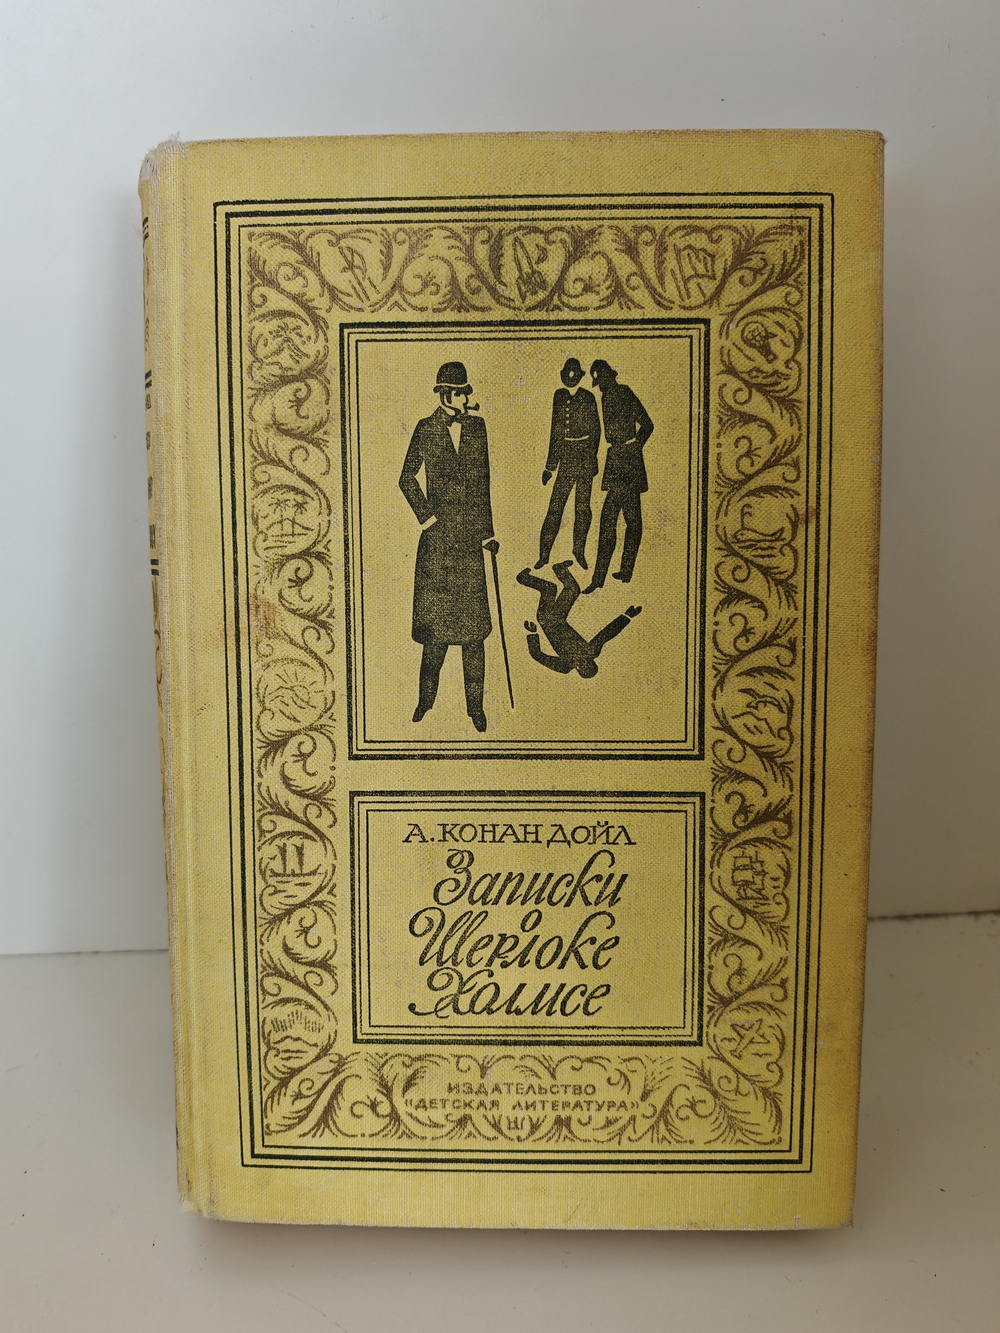 А. КОНАН ДОЙЛ
Записки
о
Шерлоке
Холмсе
ИЗДАТЕЛЬСТВО
"ДЕТСКАЯ ЛИТЕРАТУРА"